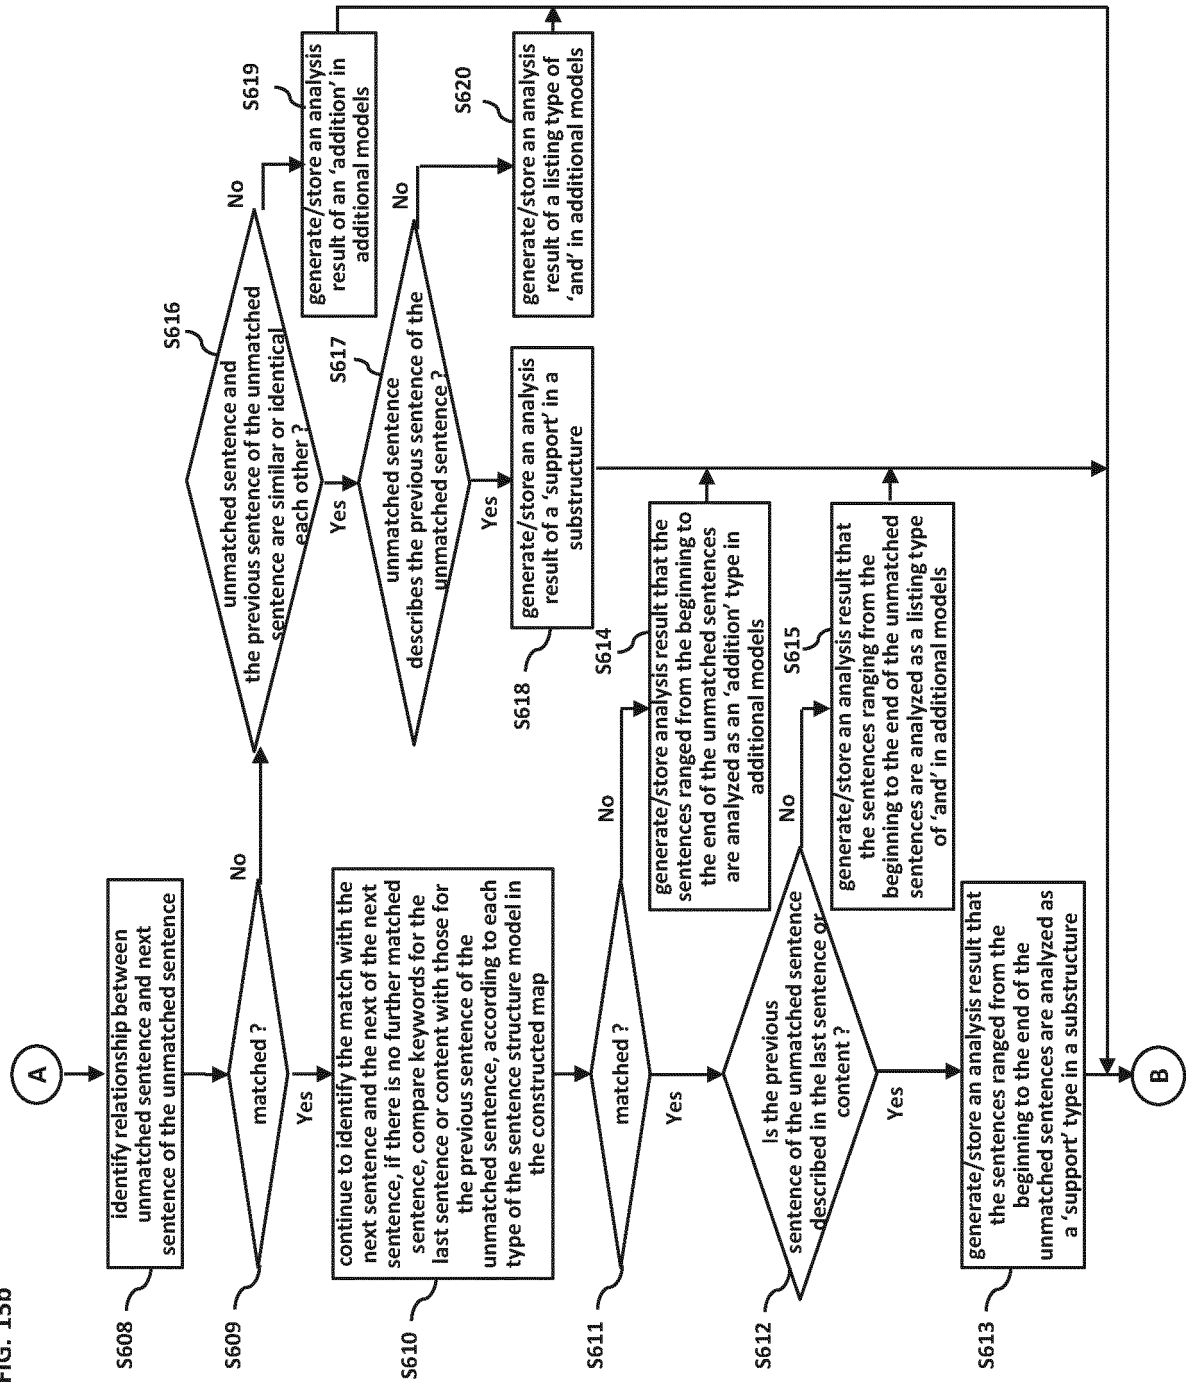 FIG. 15b
A
S608
identify relationship between
unmatched sentence and next
sentence of the unmatched sentence
S609
matched ?
No
Yes
S610
continue to identify the match with the
next sentence and the next of the next
sentence, if there is no further matched
sentence, compare keywords for the
last sentence or content with those for
the previous sentence of the
unmatched sentence, according to each
type of the sentence structure model in
the constructed map
S611
matched ?
No
Yes
S612
Is the previous
sentence of the unmatched sentence
described in the last sentence or
content ?
No
Yes
S613
generate/store an analysis result that
the sentences ranged from the
beginning to the end of the
unmatched sentences are analyzed as
a ‘support’ type in a substructure
S614
generate/store analysis result that the
sentences ranged from the beginning to
the end of the unmatched sentences
are analyzed as an ‘addition’ type in
additional models
S615
generate/store an analysis result that
the sentences ranging from the
beginning to the end of the unmatched
sentences are analyzed as a listing type
of ‘and’ in additional models
S616
unmatched sentence and
the previous sentence of the unmatched
sentence are similar or identical
each other ?
No
Yes
S617
unmatched sentence
describes the previous sentence of the
unmatched sentence ?
No
Yes
S618
generate/store an analysis
result of a ‘support’ in a
substructure
S619
generate/store an analysis
result of an ‘addition’ in
additional models
S620
generate/store an analysis
result of a listing type of
‘and’ in additional models
B